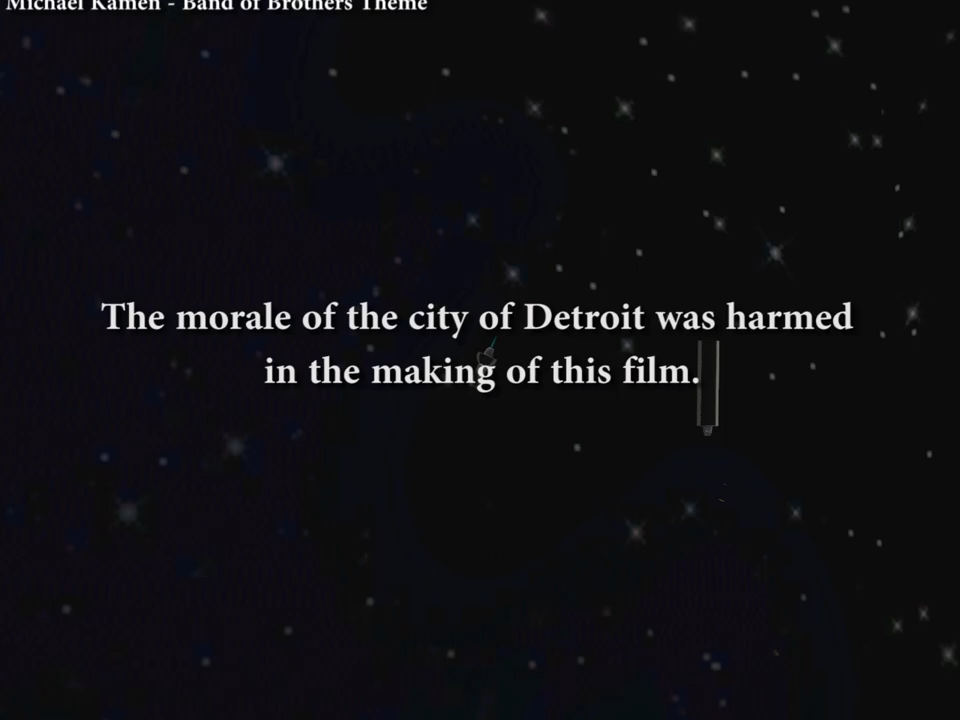 Michael Kamen - Band of Brothers Theme
The morale of the city of Detroit was harmed
in the making of this film.